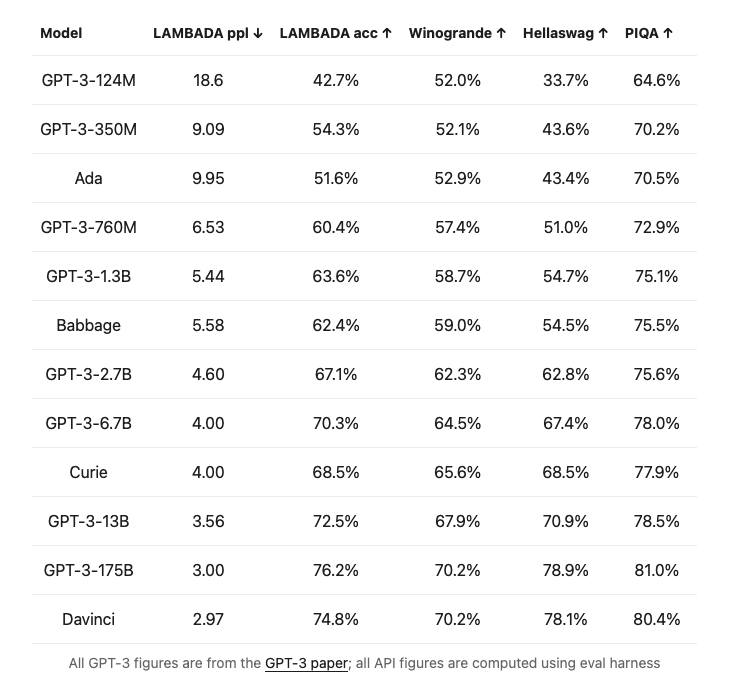 Model LAMBADA ppl ↓ LAMBADA acc ↑ Winogrande ↑ Hellaswag ↑ PIQA ↑
GPT-3-124M 18.6 42.7% 52.0% 33.7% 64.6%
GPT-3-350M 9.09 54.3% 52.1% 43.6% 70.2%
Ada 9.95 51.6% 52.9% 43.4% 70.5%
GPT-3-760M 6.53 60.4% 57.4% 51.0% 72.9%
GPT-3-1.3B 5.44 63.6% 58.7% 54.7% 75.1%
Babbage 5.58 62.4% 59.0% 54.5% 75.5%
GPT-3-2.7B 4.60 67.1% 62.3% 62.8% 75.6%
GPT-3-6.7B 4.00 70.3% 64.5% 67.4% 78.0%
Curie 4.00 68.5% 65.6% 68.5% 77.9%
GPT-3-13B 3.56 72.5% 67.9% 70.9% 78.5%
GPT-3-175B 3.00 76.2% 70.2% 78.9% 81.0%
Davinci 2.97 74.8% 70.2% 78.1% 80.4%
All GPT-3 figures are from the GPT-3 paper; all API figures are computed using eval harness